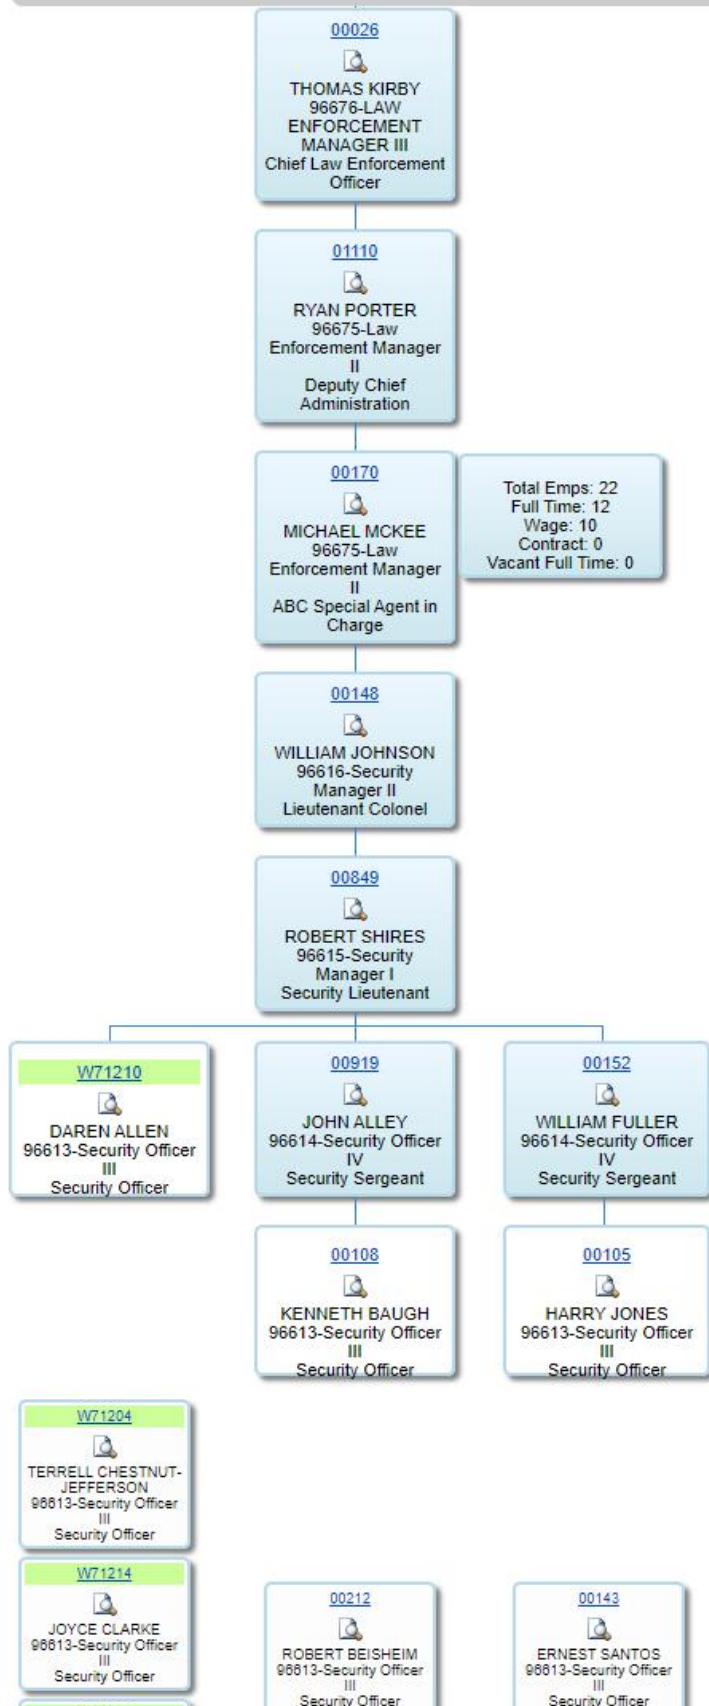 00026
THOMAS KIRBY
96676-LAW
ENFORCEMENT
MANAGER III
Chief Law Enforcement
Officer
01110
RYAN PORTER
96675-Law
Enforcement Manager
II
Deputy Chief
Administration
00170
MICHAEL MCKEE
96675-Law
Enforcement Manager
II
ABC Special Agent in
Charge
Total Emps: 22
Full Time: 12
Wage: 10
Contract: 0
Vacant Full Time: 0
00148
WILLIAM JOHNSON
96616-Security
Manager II
Lieutenant Colonel
00849
ROBERT SHIRES
96615-Security
Manager I
Security Lieutenant
W71210
DAREN ALLEN
96613-Security Officer
III
Security Officer
00919
JOHN ALLEY
96614-Security Officer
IV
Security Sergeant
00152
WILLIAM FULLER
96614-Security Officer
IV
Security Sergeant
00108
KENNETH BAUGH
96613-Security Officer
III
Security Officer
00105
HARRY JONES
96613-Security Officer
III
Security Officer
W71204
TERRELL CHESTNUT-
JEFFERSON
96613-Security Officer
III
Security Officer
W71214
JOYCE CLARKE
96613-Security Officer
III
Security Officer
00212
ROBERT BEISHEIM
96613-Security Officer
III
Security Officer
00143
ERNEST SANTOS
96613-Security Officer
III
Security Officer